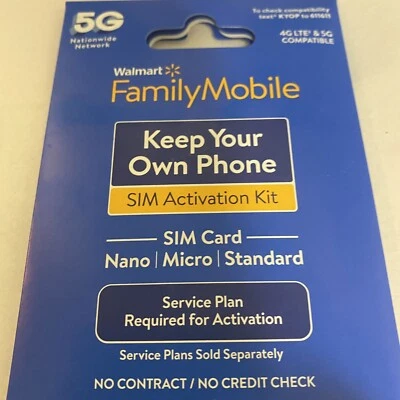 5G
Nationwide
Network
To check compatibility
text* KYOP to 611611
4G LTE† & 5G
COMPATIBLE
Walmart
FamilyMobile
Keep Your
Own Phone
SIM Activation Kit
SIM Card
Nano | Micro | Standard
Service Plan
Required for Activation
Service Plans Sold Separately
NO CONTRACT / NO CREDIT CHECK